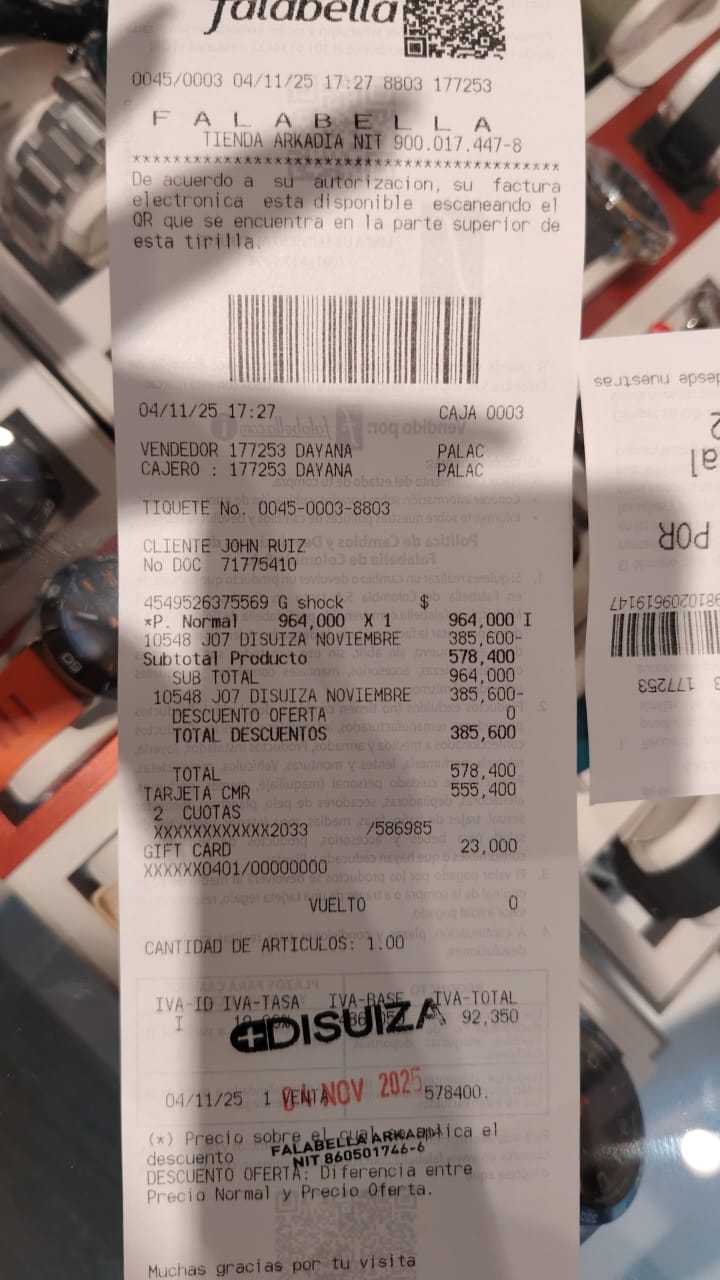 falabella
0045/0003 04/11/25 17:27 8803 177253
F A L A B E L L A
TIENDA ARKADIA NIT 900.017.447-8
******************************************
De acuerdo a su autorizacion, su factura
electronica esta disponible escaneando el
QR que se encuentra en la parte superior de
esta tirilla.
04/11/25 17:27 CAJA 0003
VENDEDOR 177253 DAYANA PALAC
CAJERO : 177253 DAYANA PALAC
TIQUETE No. 0045-0003-8803
CLIENTE JOHN RUIZ
No DOC 71775410
4549526375569 G shock $
*P. Normal 964,000 X 1 964,000 I
10548 J07 DISUIZA NOVIEMBRE 385,600-
Subtotal Producto 578,400
SUB TOTAL 964,000
10548 J07 DISUIZA NOVIEMBRE 385,600-
DESCUENTO OFERTA 0
TOTAL DESCUENTOS 385,600
TOTAL 578,400
TARJETA CMR 555,400
2 CUOTAS
XXXXXXXXXXXX2033 /586985
GIFT CARD 23,000
XXXXXX0401/00000000
VUELTO 0
CANTIDAD DE ARTICULOS: 1.00
IVA-ID IVA-TASA IVA-BASE IVA-TOTAL
I 92,350
DISUIZA
04/11/25 1 VENTA 578400.
04 NOV 2025
(*) Precio sobre el cual se aplica el
descuento
FALABELLA ARKADIA
NIT 860501746-6
DESCUENTO OFERTA: Diferencia entre
Precio Normal y Precio Oferta.
Muchas gracias por tu visita
desde nuestras
al
POR
9810209619147
177253